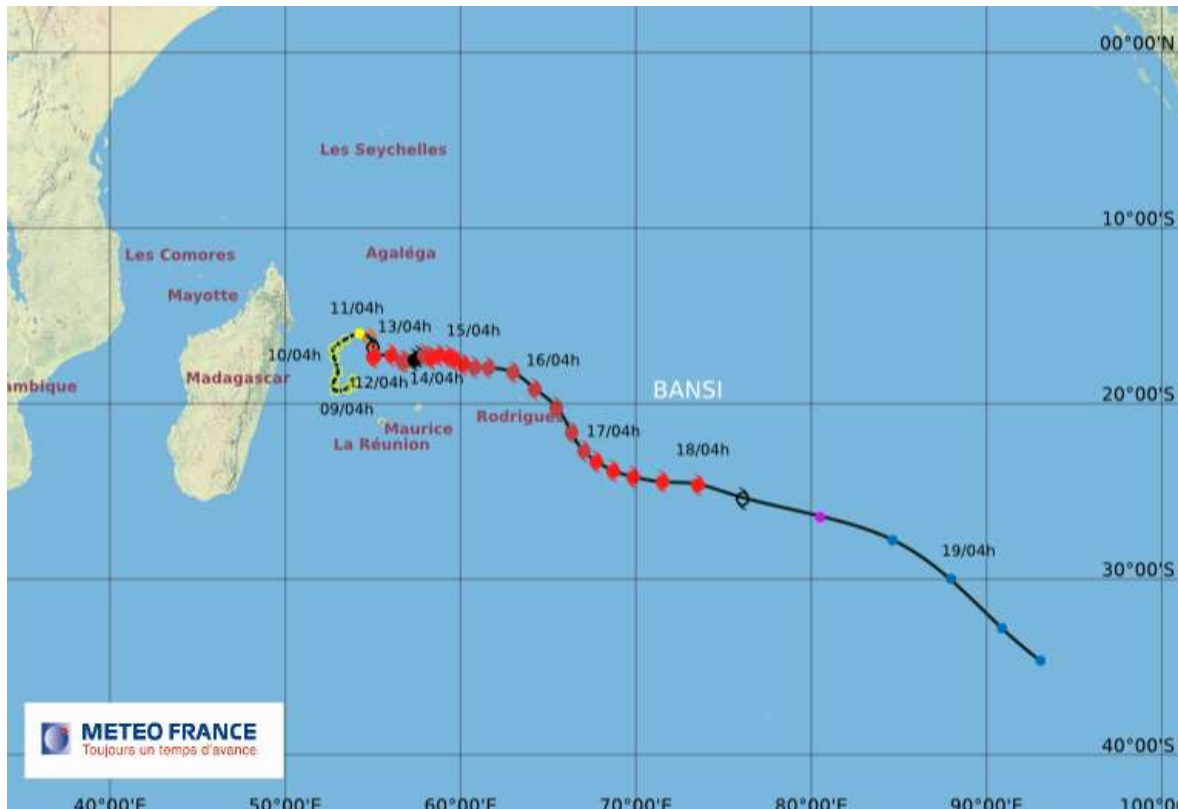 00°00'N
Les Seychelles
10°00'S
Agaléga
Les Comores
Mayotte
11/04h
13/04h
15/04h
10/04h
16/04h
Madagascar
12/04h
14/04h
ambique
BANSI
20°00'S
09/04h
Rodrigues
Maurice
17/04h
La Réunion
18/04h
19/04h
30°00'S
METEO FRANCE
Toujours un temps d'avance
40°00'S
40°00'E
50°00'E
60°00'E
70°00'E
80°00'E
90°00'E
100°00